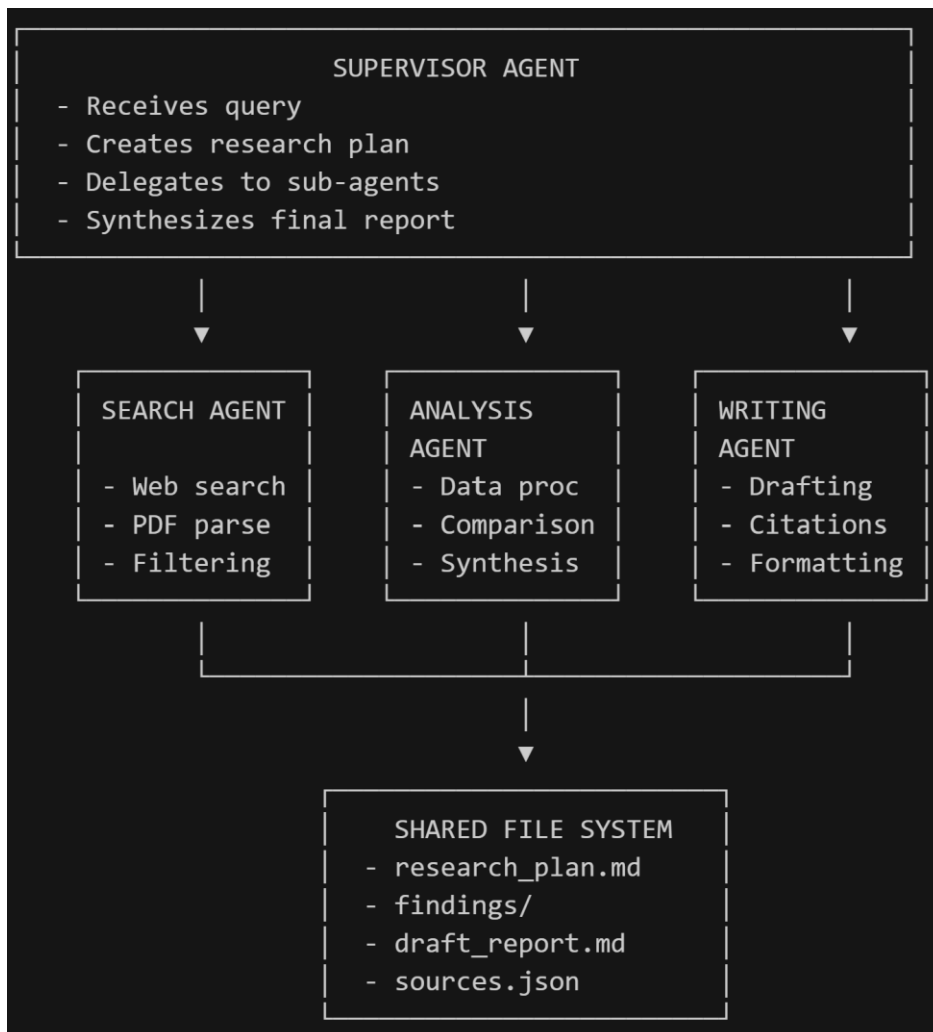 SUPERVISOR AGENT
- Receives query
- Creates research plan
- Delegates to sub-agents
- Synthesizes final report
SEARCH AGENT
- Web search
- PDF parse
- Filtering
ANALYSIS
AGENT
- Data proc
- Comparison
- Synthesis
WRITING
AGENT
- Drafting
- Citations
- Formatting
SHARED FILE SYSTEM
- research_plan.md
- findings/
- draft_report.md
- sources.json